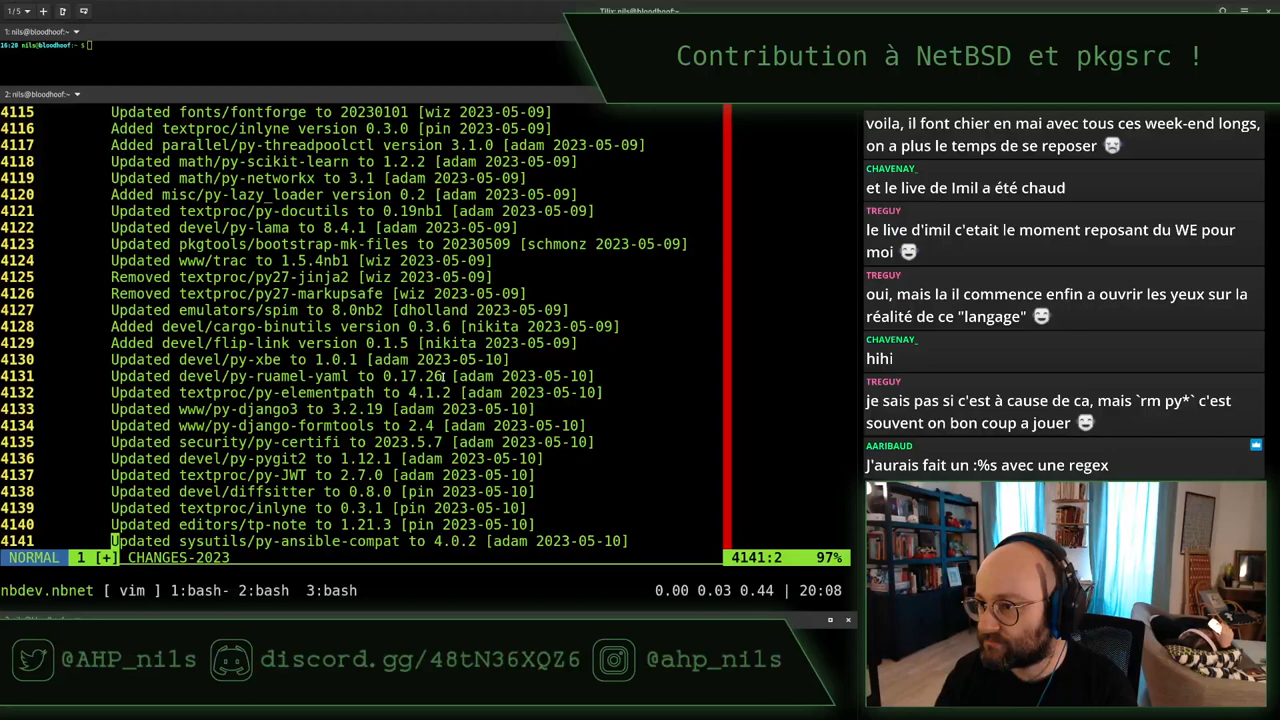 1/5
Tilix: nils@bloodhoof:~
1: nils@bloodhoof:~
16:20 nils@bloodhoof:~ $
Contribution à NetBSD et pkgsrc !
2: nils@bloodhoof:~
4115 Updated fonts/fontforge to 20230101 [wiz 2023-05-09]
4116 Added textproc/inlyne version 0.3.0 [pin 2023-05-09]
4117 Added parallel/py-threadpoolctl version 3.1.0 [adam 2023-05-09]
4118 Updated math/py-scikit-learn to 1.2.2 [adam 2023-05-09]
4119 Updated math/py-networkx to 3.1 [adam 2023-05-09]
4120 Added misc/py-lazy_loader version 0.2 [adam 2023-05-09]
4121 Updated textproc/py-docutils to 0.19nb1 [adam 2023-05-09]
4122 Updated devel/py-lama to 8.4.1 [adam 2023-05-09]
4123 Updated pkgtools/bootstrap-mk-files to 20230509 [schmonz 2023-05-09]
4124 Updated www/trac to 1.5.4nb1 [wiz 2023-05-09]
4125 Removed textproc/py27-jinja2 [wiz 2023-05-09]
4126 Removed textproc/py27-markupsafe [wiz 2023-05-09]
4127 Updated emulators/spim to 8.0nb2 [dholland 2023-05-09]
4128 Added devel/cargo-binutils version 0.3.6 [nikita 2023-05-09]
4129 Added devel/flip-link version 0.1.5 [nikita 2023-05-09]
4130 Updated devel/py-xbe to 1.0.1 [adam 2023-05-10]
4131 Updated devel/py-ruamel-yaml to 0.17.26 [adam 2023-05-10]
4132 Updated textproc/py-elementpath to 4.1.2 [adam 2023-05-10]
4133 Updated www/py-django3 to 3.2.19 [adam 2023-05-10]
4134 Updated www/py-django-formtools to 2.4 [adam 2023-05-10]
4135 Updated security/py-certifi to 2023.5.7 [adam 2023-05-10]
4136 Updated devel/py-pygit2 to 1.12.1 [adam 2023-05-10]
4137 Updated textproc/py-JWT to 2.7.0 [adam 2023-05-10]
4138 Updated devel/diffsitter to 0.8.0 [pin 2023-05-10]
4139 Updated textproc/inlyne to 0.3.1 [pin 2023-05-10]
4140 Updated editors/tp-note to 1.21.3 [pin 2023-05-10]
4141 Updated sysutils/py-ansible-compat to 4.0.2 [adam 2023-05-10]
NORMAL 1 [+] CHANGES-2023 4141:2 97%
nbdev.nbnet [ vim ] 1:bash- 2:bash 3:bash 0.00 0.03 0.44 | 20:08
voila, il font chier en mai avec tous ces week-end longs,
on a plus le temps de se reposer
CHAVENAY_
et le live de Imil a été chaud
TREGUY
le live d'imil c'etait le moment reposant du WE pour
moi
TREGUY
oui, mais la il commence enfin a ouvrir les yeux sur la
réalité de ce "langage"
CHAVENAY_
hihi
TREGUY
je sais pas si c'est à cause de ca, mais `rm py*` c'est
souvent on bon coup a jouer
AARIBAUD
J'aurais fait un :%s avec une regex
@AHP_nils
discord.gg/48tN36XQZ6
@ahp_nils